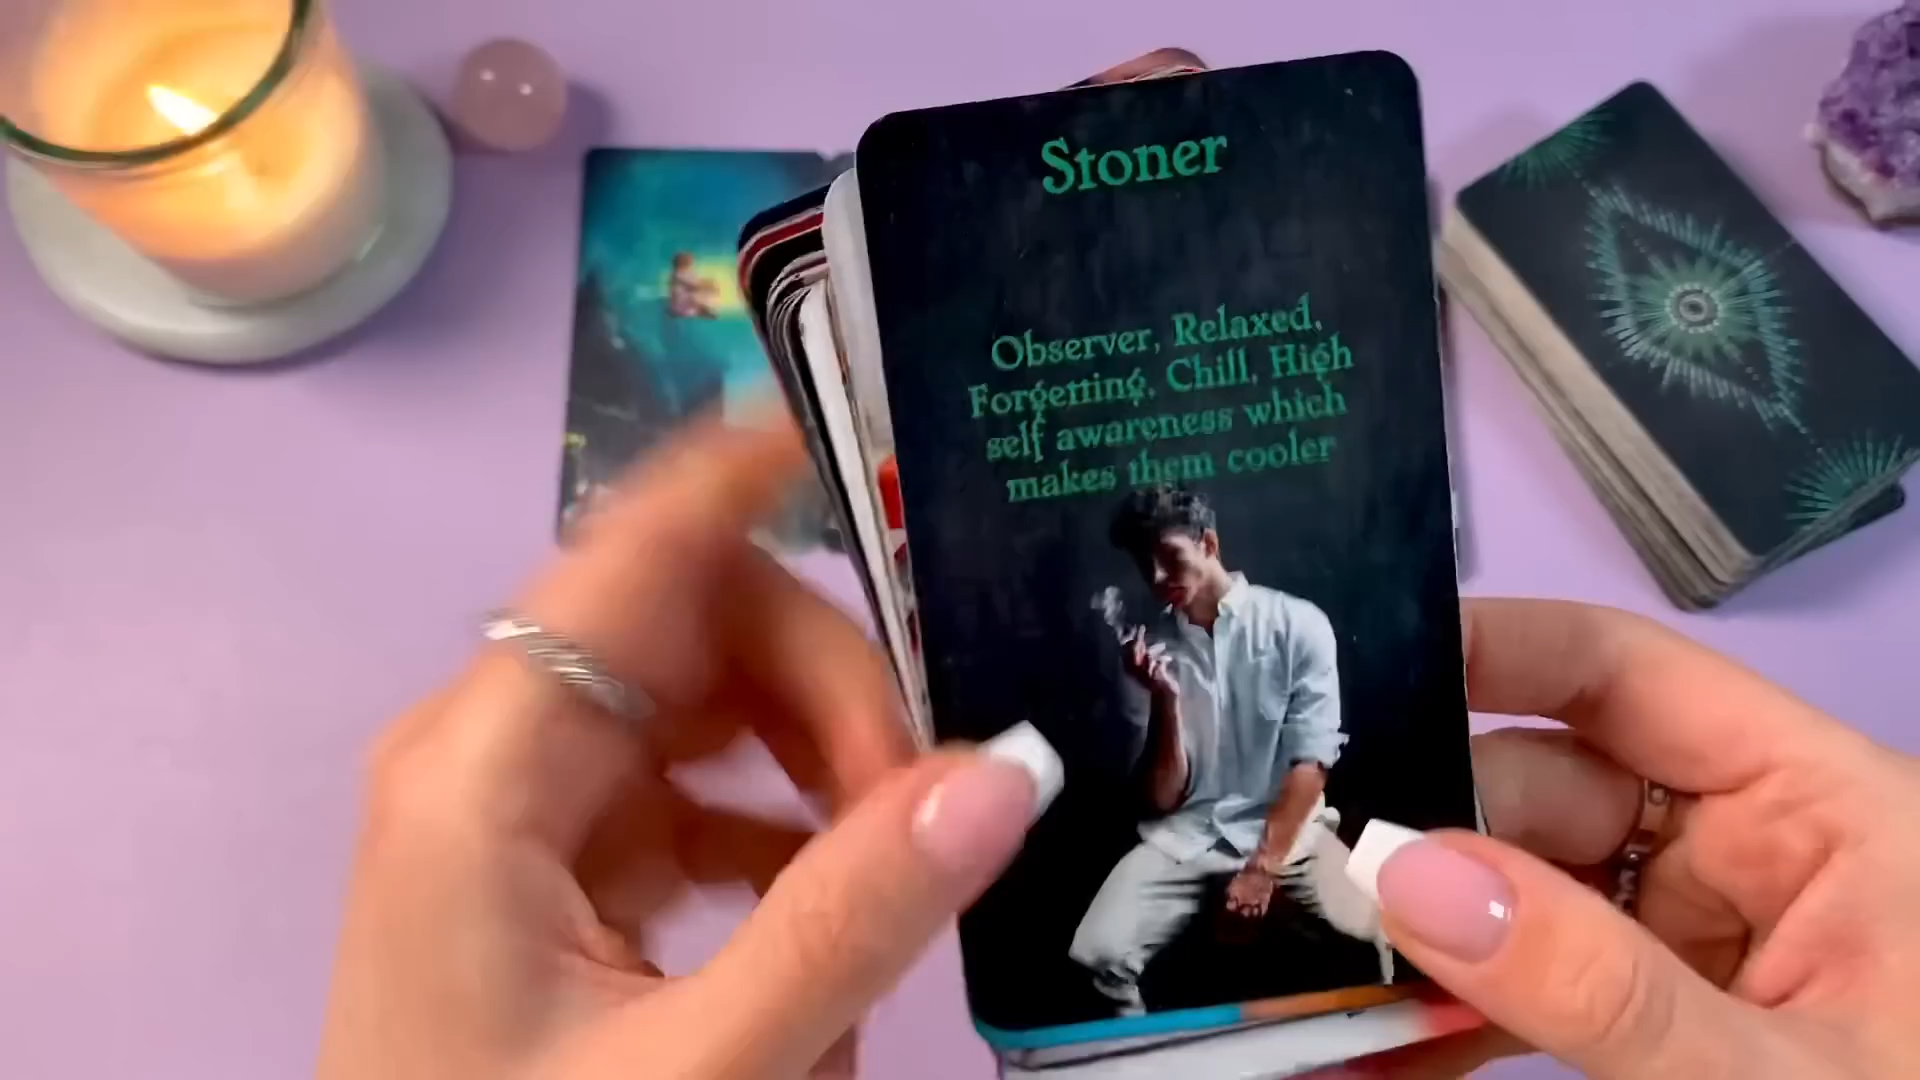 Stoner
Observer, Relaxed,
Forgetting, Chill, High
self awareness which
makes them cooler